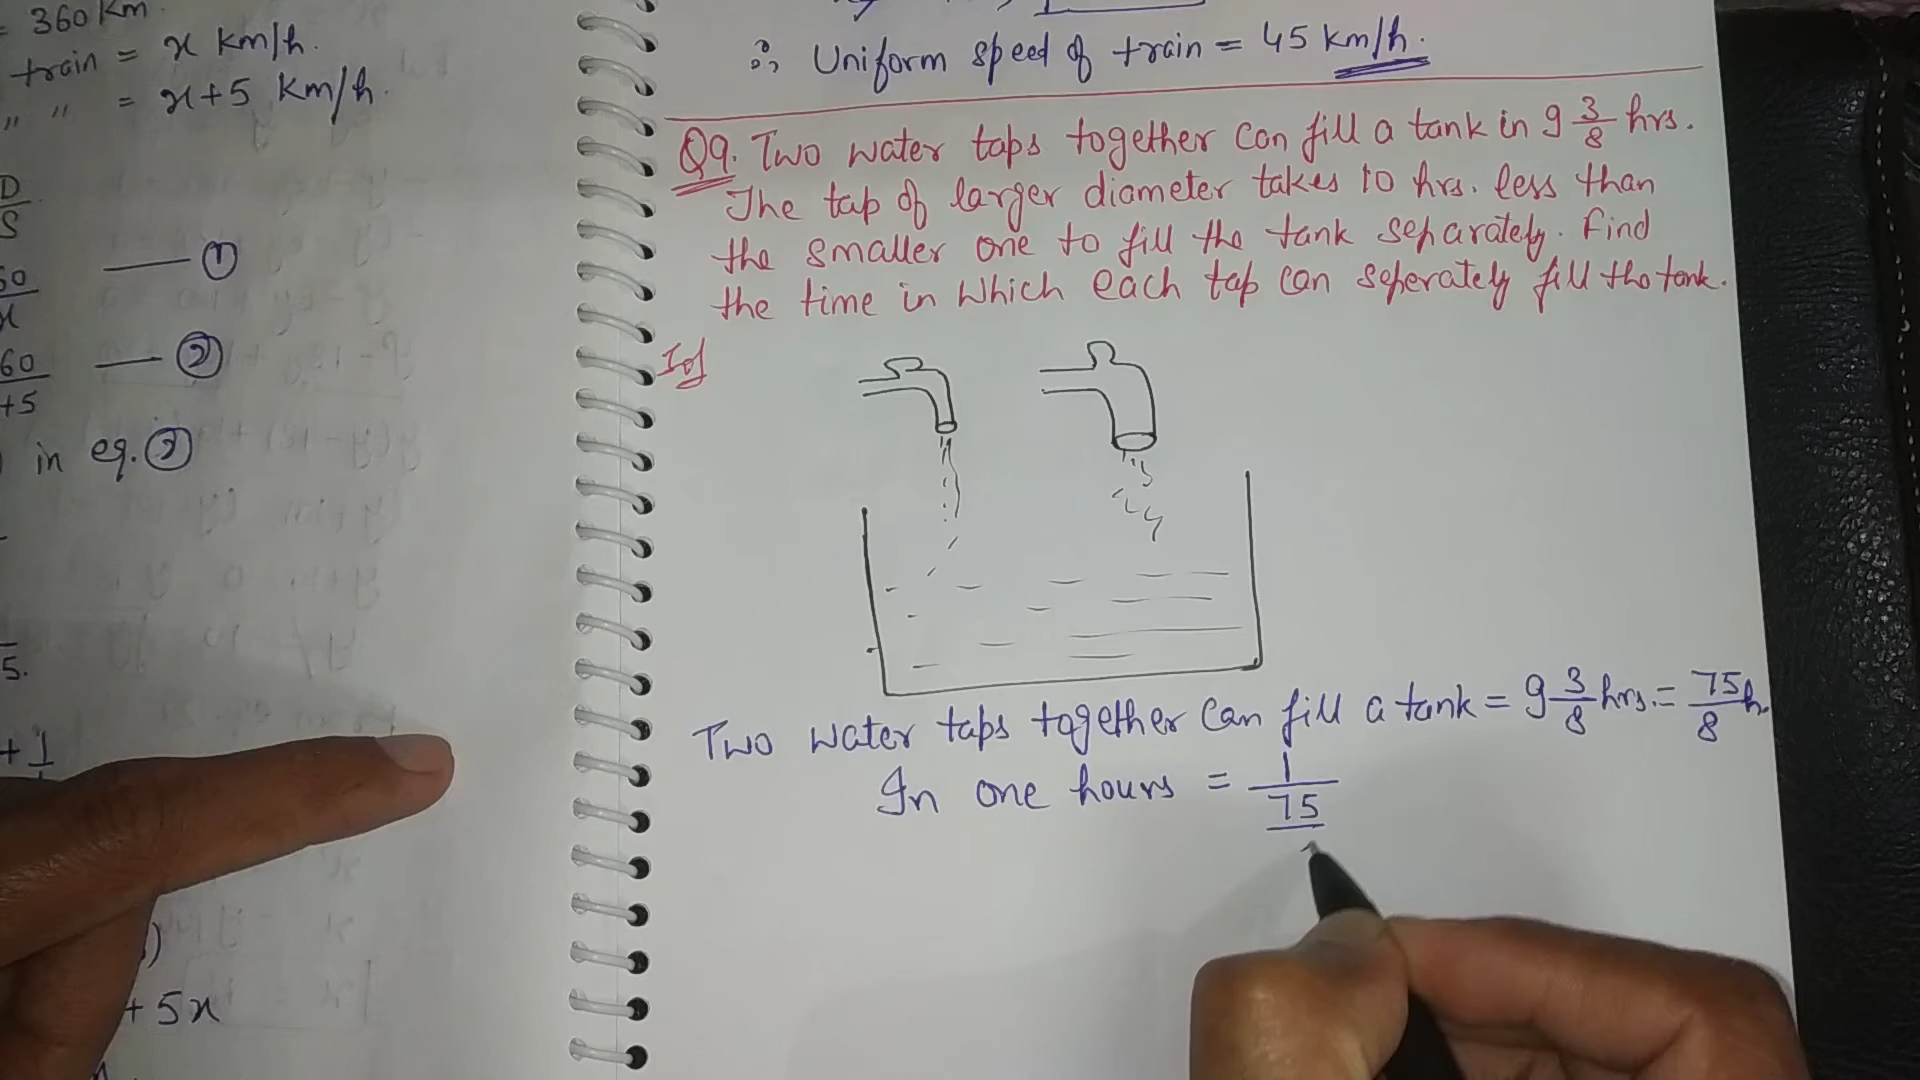 = 360 Km
train = x km/h.
,, ,, = x+5 Km/h.
D
S
60
x
—— ①
60
+5
—— ②
in eq. ②
5.
+ 1
)
+ 5x
∴ Uniform speed of train = 45 km/h.
Q9. Two water taps together Can fill a tank in 9 3/8 hrs.
The tap of larger diameter takes 10 hrs. less than
the smaller one to fill the tank separately. Find
the time in Which each tap Can seperately fill the tank.
Sol
Two water taps together Can fill a tank = 9 3/8 hrs. = 75/8 h.
In one hours = 1/75